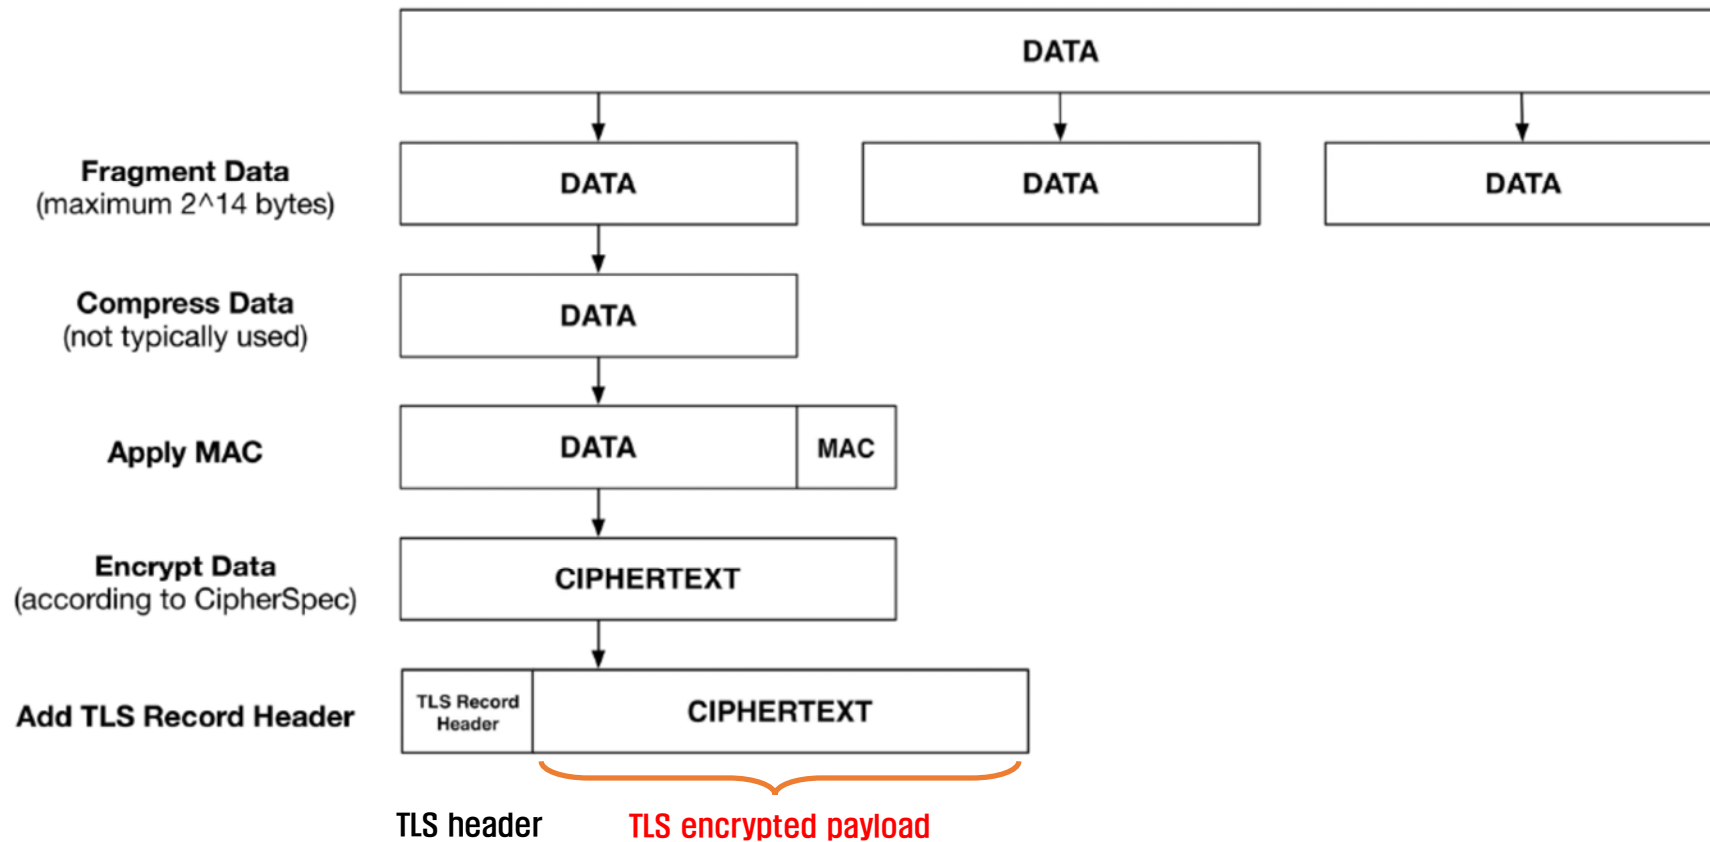 DATA
Fragment Data
(maximum 2^14 bytes)
DATA
DATA
DATA
Compress Data
(not typically used)
DATA
Apply MAC
DATA
MAC
Encrypt Data
(according to CipherSpec)
CIPHERTEXT
Add TLS Record Header
TLS Record
Header
CIPHERTEXT
TLS header
TLS encrypted payload